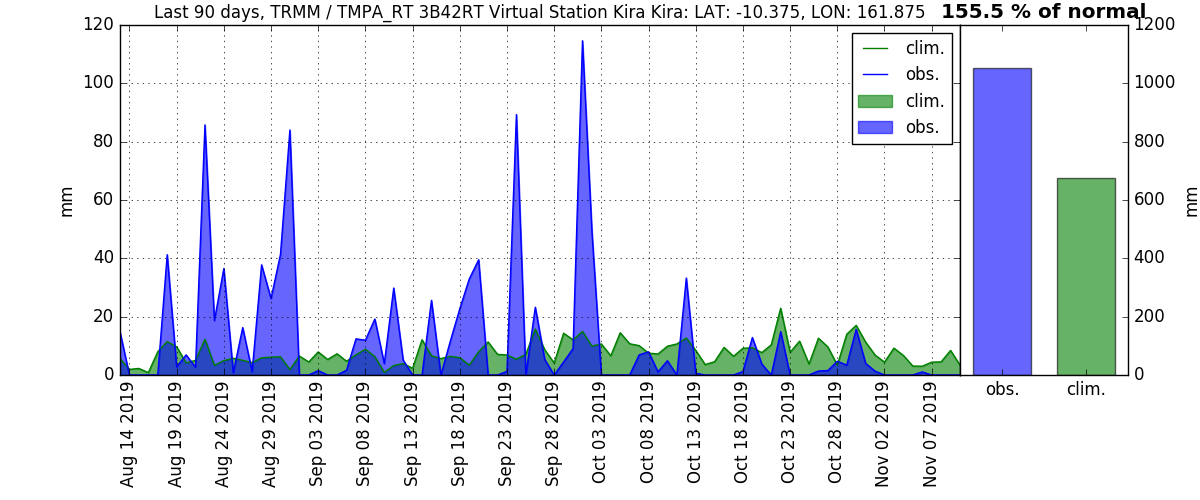 Last 90 days, TRMM / TMPA_RT 3B42RT Virtual Station Kira Kira: LAT: -10.375, LON: 161.875 155.5 % of normal
120
100
80
60
40
20
0
mm
clim.
obs.
clim.
obs.
Aug 14 2019
Aug 19 2019
Aug 24 2019
Aug 29 2019
Sep 03 2019
Sep 08 2019
Sep 13 2019
Sep 18 2019
Sep 23 2019
Sep 28 2019
Oct 03 2019
Oct 08 2019
Oct 13 2019
Oct 18 2019
Oct 23 2019
Oct 28 2019
Nov 02 2019
Nov 07 2019
1200
1000
800
600
400
200
0
mm
obs.
clim.